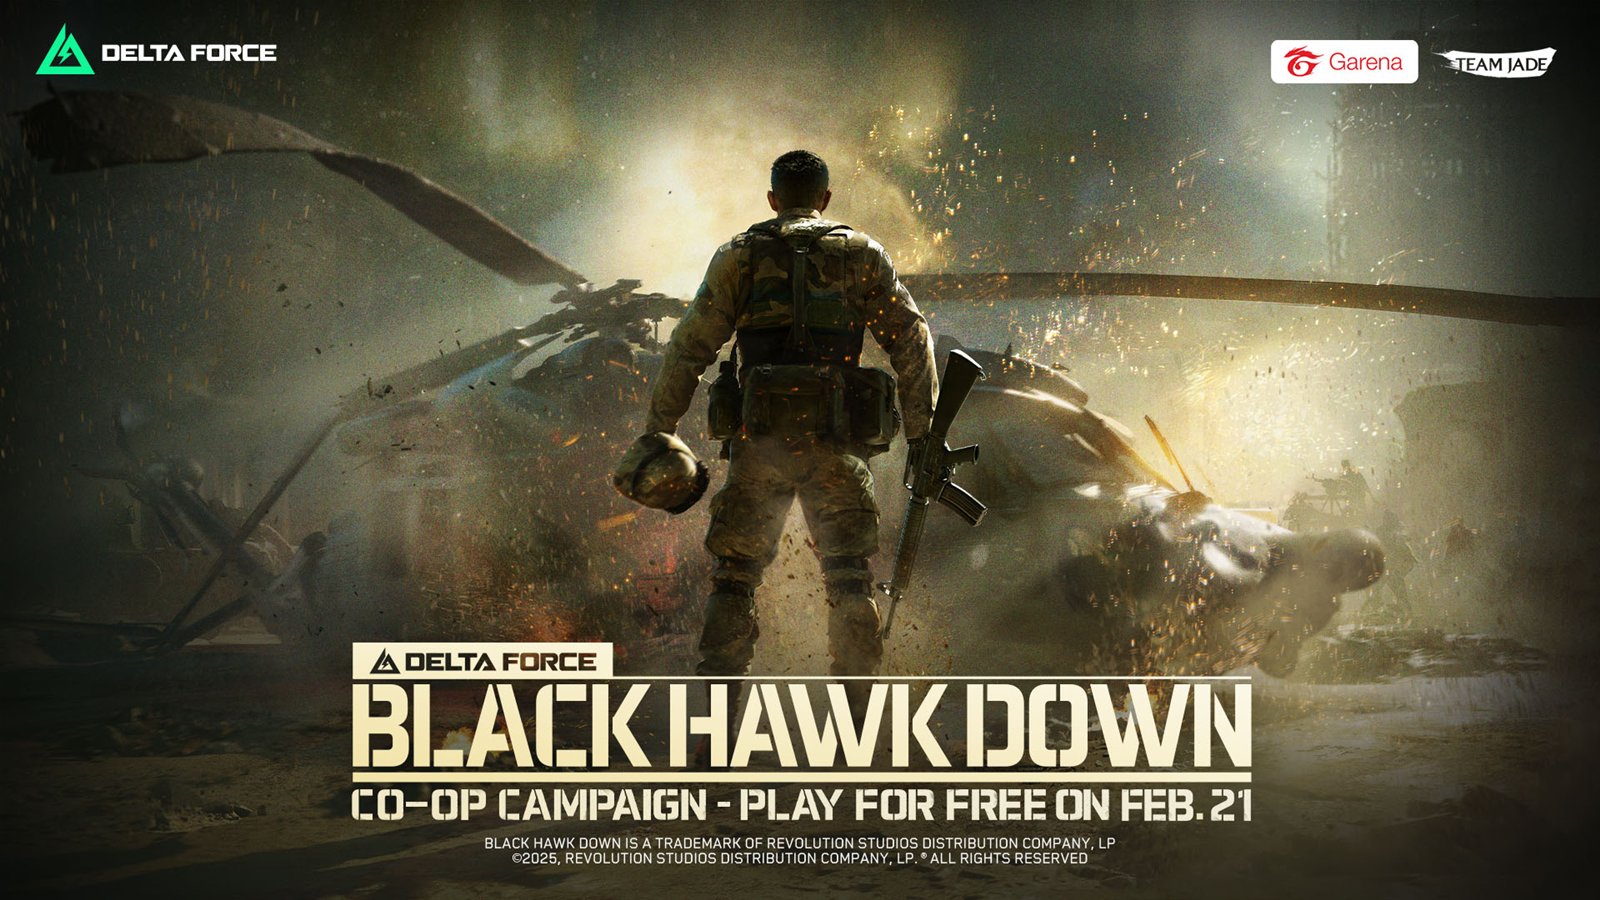 DELTA FORCE
Garena
TEAM JADE
DELTA FORCE
BLACK HAWK DOWN
CO-OP CAMPAIGN - PLAY FOR FREE ON FEB. 21
BLACK HAWK DOWN IS A TRADEMARK OF REVOLUTION STUDIOS DISTRIBUTION COMPANY, LP
©2025, REVOLUTION STUDIOS DISTRIBUTION COMPANY, LP. ® ALL RIGHTS RESERVED